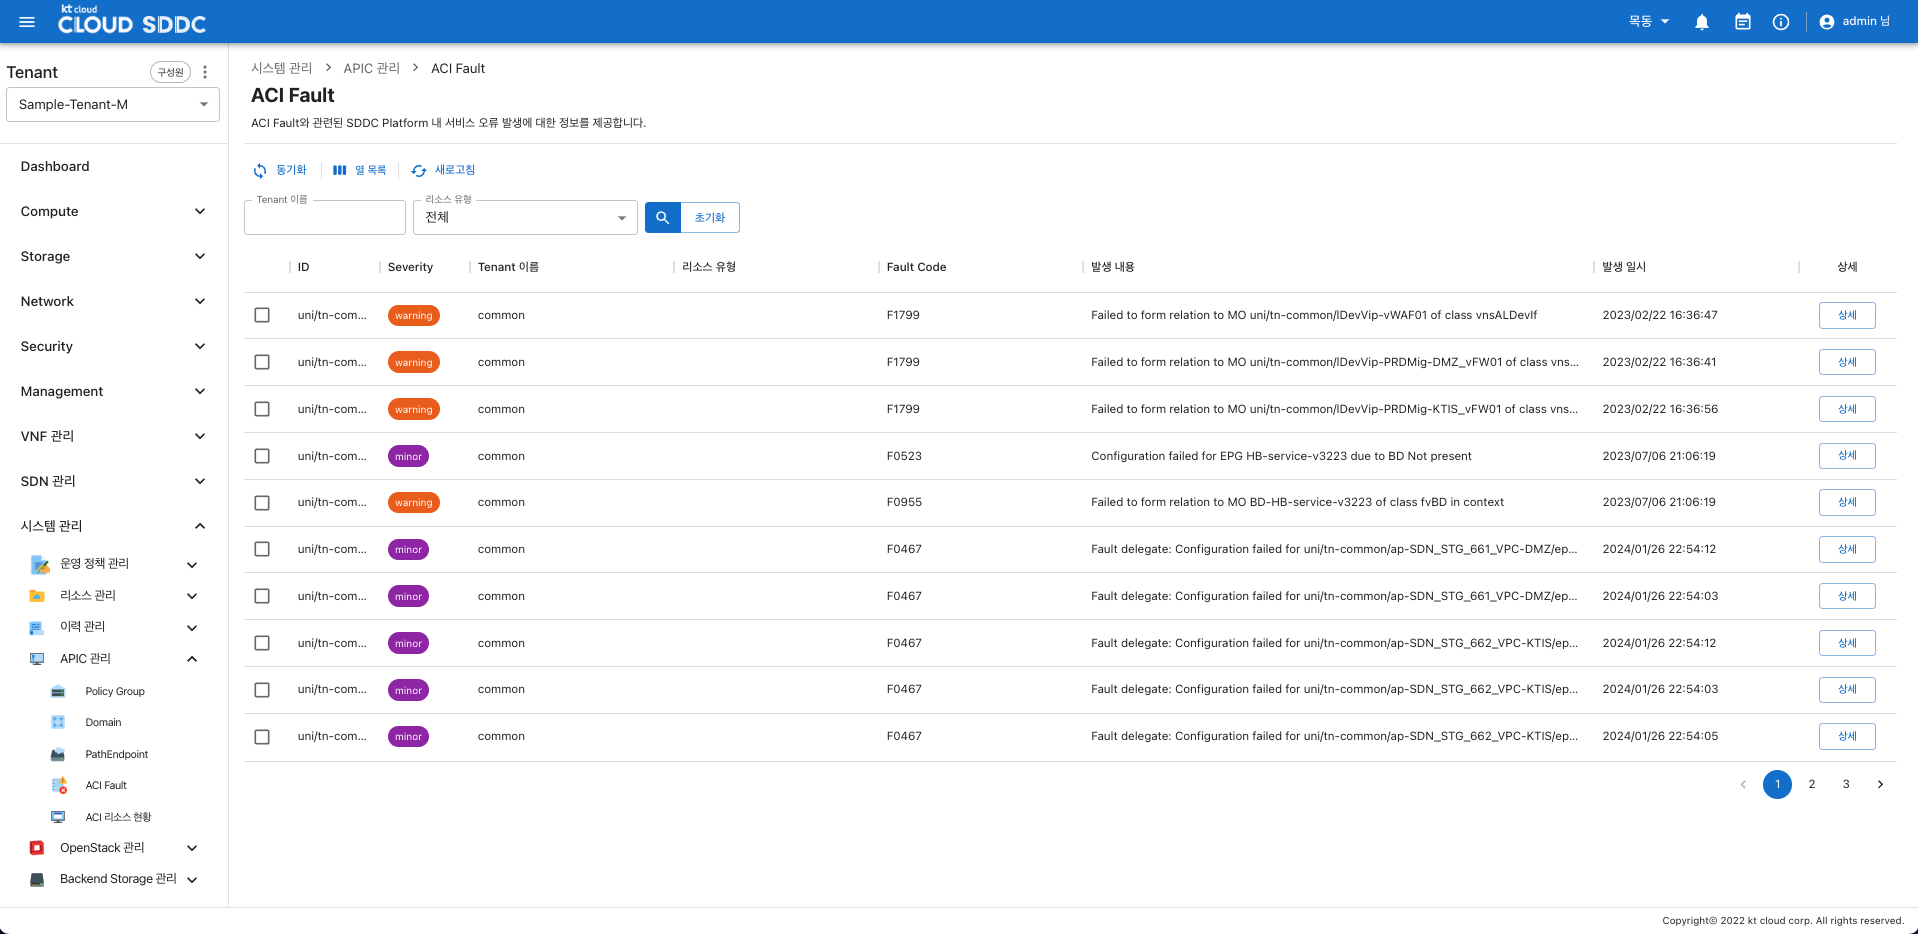 kt cloud
CLOUD SDDC
목동
admin 님
Tenant
구성원
Sample-Tenant-M
Dashboard
Compute
Storage
Network
Security
Management
VNF 관리
SDN 관리
시스템 관리
운영 정책 관리
리소스 관리
이력 관리
APIC 관리
Policy Group
Domain
PathEndpoint
ACI Fault
ACI 리소스 현황
OpenStack 관리
Backend Storage 관리
시스템 관리 > APIC 관리 > ACI Fault
ACI Fault
ACI Fault와 관련된 SDDC Platform 내 서비스 오류 발생에 대한 정보를 제공합니다.
동기화 열 목록 새로고침
Tenant 이름 리소스 유형
전체 초기화
ID Severity Tenant 이름 리소스 유형 Fault Code 발생 내용 발생 일시 상세
uni/tn-com... warning common F1799 Failed to form relation to MO uni/tn-common/lDevVip-vWAF01 of class vnsALDevIf 2023/02/22 16:36:47 상세
uni/tn-com... warning common F1799 Failed to form relation to MO uni/tn-common/lDevVip-PRDMig-DMZ_vFW01 of class vns... 2023/02/22 16:36:41 상세
uni/tn-com... warning common F1799 Failed to form relation to MO uni/tn-common/lDevVip-PRDMig-KTIS_vFW01 of class vns... 2023/02/22 16:36:56 상세
uni/tn-com... minor common F0523 Configuration failed for EPG HB-service-v3223 due to BD Not present 2023/07/06 21:06:19 상세
uni/tn-com... warning common F0955 Failed to form relation to MO BD-HB-service-v3223 of class fvBD in context 2023/07/06 21:06:19 상세
uni/tn-com... minor common F0467 Fault delegate: Configuration failed for uni/tn-common/ap-SDN_STG_661_VPC-DMZ/ep... 2024/01/26 22:54:12 상세
uni/tn-com... minor common F0467 Fault delegate: Configuration failed for uni/tn-common/ap-SDN_STG_661_VPC-DMZ/ep... 2024/01/26 22:54:03 상세
uni/tn-com... minor common F0467 Fault delegate: Configuration failed for uni/tn-common/ap-SDN_STG_662_VPC-KTIS/ep... 2024/01/26 22:54:12 상세
uni/tn-com... minor common F0467 Fault delegate: Configuration failed for uni/tn-common/ap-SDN_STG_662_VPC-KTIS/ep... 2024/01/26 22:54:03 상세
uni/tn-com... minor common F0467 Fault delegate: Configuration failed for uni/tn-common/ap-SDN_STG_662_VPC-KTIS/ep... 2024/01/26 22:54:05 상세
1 2 3
Copyright© 2022 kt cloud corp. All rights reserved.